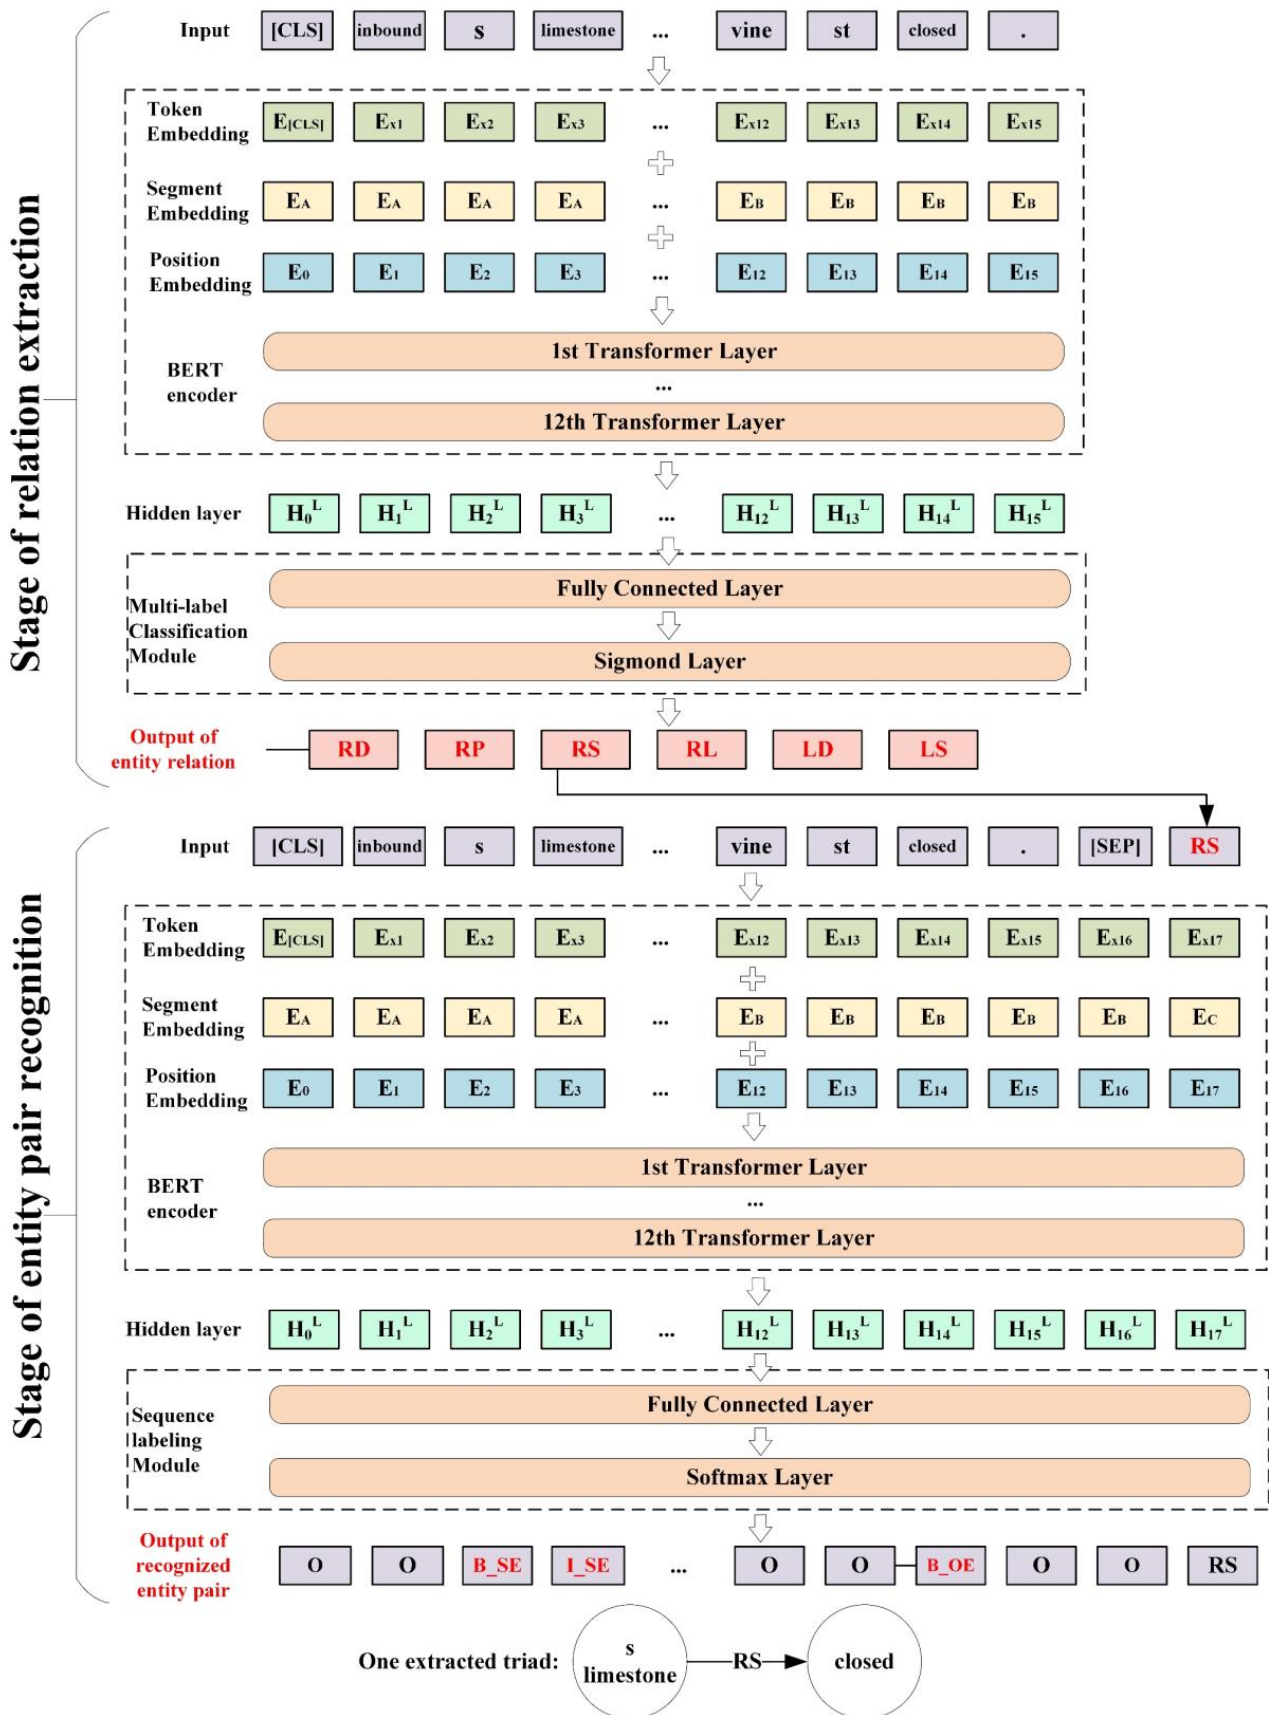 Stage of relation extraction
Input [CLS] inbound s limestone ... vine st closed .
Token
Embedding
E[CLS] Ex1 Ex2 Ex3 ... Ex12 Ex13 Ex14 Ex15
Segment
Embedding
EA EA EA EA ... EB EB EB EB
Position
Embedding
E0 E1 E2 E3 ... E12 E13 E14 E15
BERT
encoder
1st Transformer Layer
...
12th Transformer Layer
Hidden layer H0L H1L H2L H3L ... H12L H13L H14L H15L
Multi-label
Classification
Module
Fully Connected Layer
Sigmond Layer
Output of
entity relation
RD RP RS RL LD LS
Stage of entity pair recognition
Input [CLS] inbound s limestone ... vine st closed . [SEP] RS
Token
Embedding
E[CLS] Ex1 Ex2 Ex3 ... Ex12 Ex13 Ex14 Ex15 Ex16 Ex17
Segment
Embedding
EA EA EA EA ... EB EB EB EB EB EC
Position
Embedding
E0 E1 E2 E3 ... E12 E13 E14 E15 E16 E17
BERT
encoder
1st Transformer Layer
...
12th Transformer Layer
Hidden layer H0L H1L H2L H3L ... H12L H13L H14L H15L H16L H17L
Sequence
labeling
Module
Fully Connected Layer
Softmax Layer
Output of
recognized
entity pair
O O B_SE I_SE ... O O B_OE O O RS
One extracted triad:
s
limestone
RS
closed